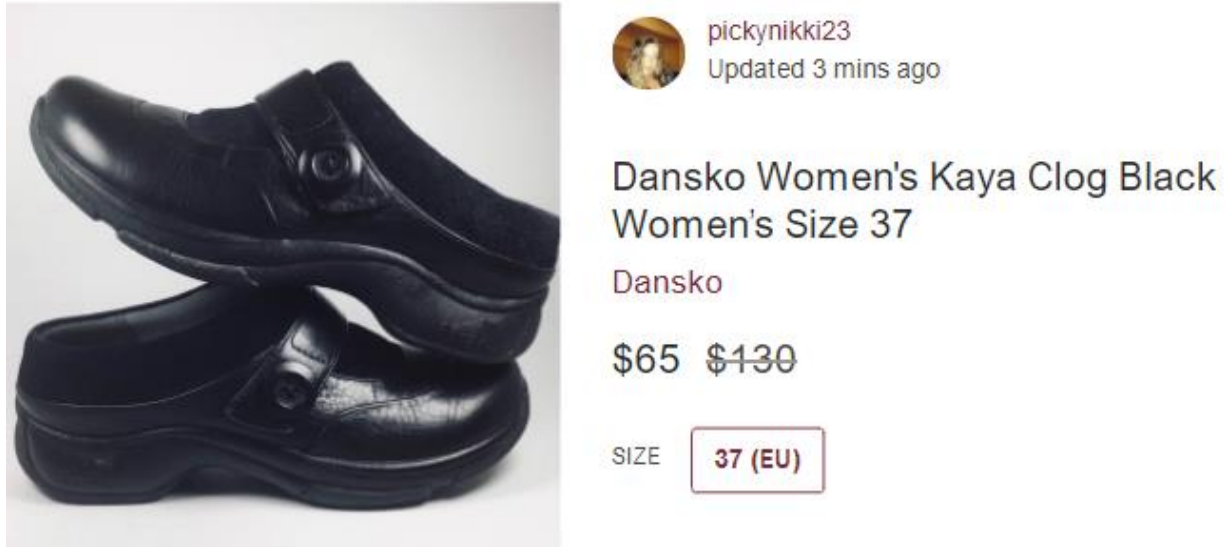 pickynikki23
Updated 3 mins ago
Dansko Women's Kaya Clog Black
Women's Size 37
Dansko
$65 $130
SIZE 37 (EU)